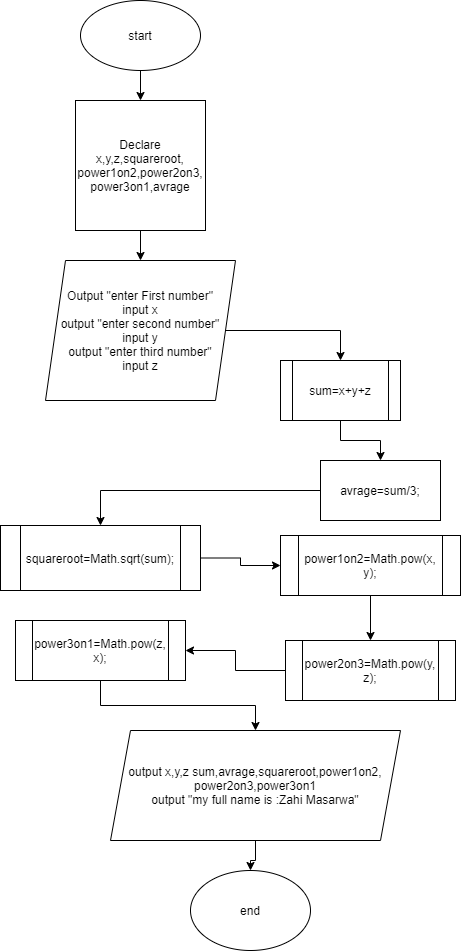 start
Declare
x,y,z,squareroot,
power1on2,power2on3,
power3on1,avrage
Output "enter First number"
input x
output "enter second number"
input y
output "enter third number"
input z
sum=x+y+z
avrage=sum/3;
squareroot=Math.sqrt(sum);
power1on2=Math.pow(x,
y);
power2on3=Math.pow(y,
z);
power3on1=Math.pow(z,
x);
output x,y,z sum,avrage,squareroot,power1on2,
power2on3,power3on1
output "my full name is :Zahi Masarwa"
end